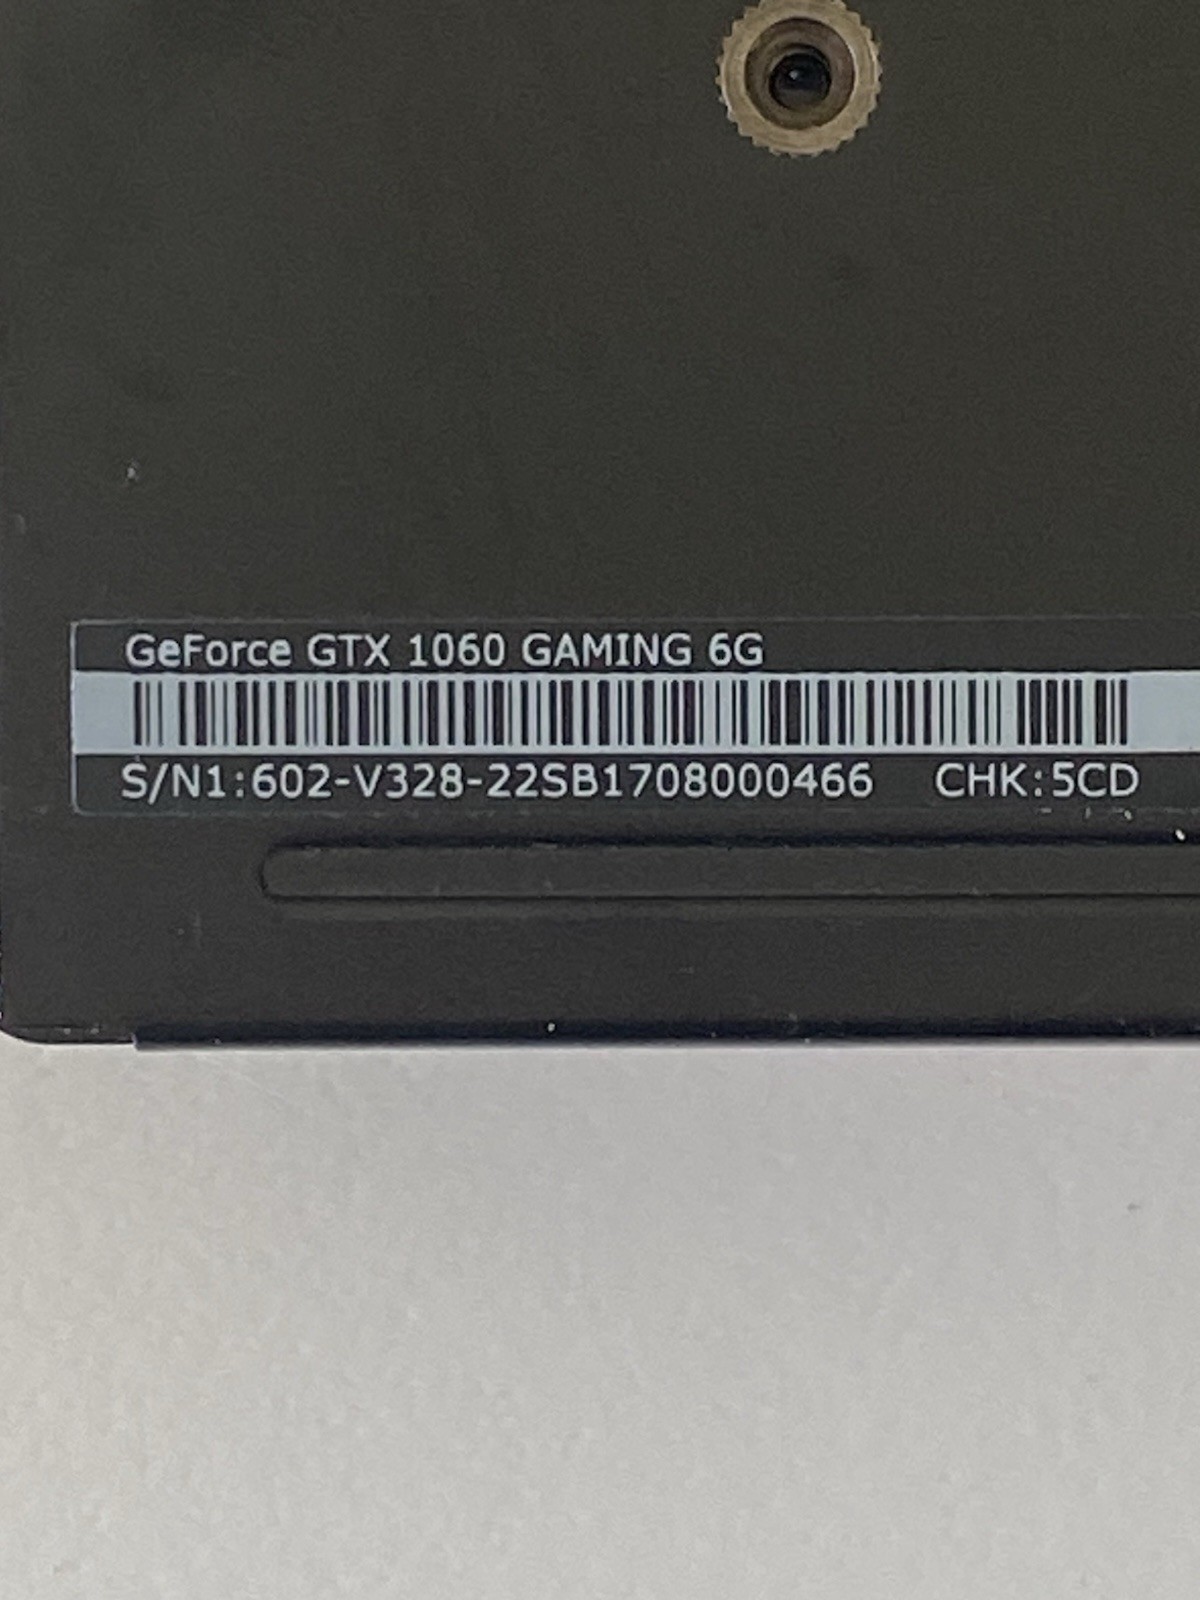 GeForce GTX 1060 GAMING 6G
S/N1:602-V328-22SB1708000466 CHK:5CD